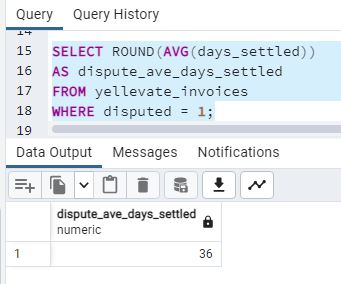 Query Query History
14
15 SELECT ROUND(AVG(days_settled))
16 AS dispute_ave_days_settled
17 FROM yellevate_invoices
18 WHERE disputed = 1;
19
Data Output Messages Notifications
dispute_ave_days_settled
numeric
1 36